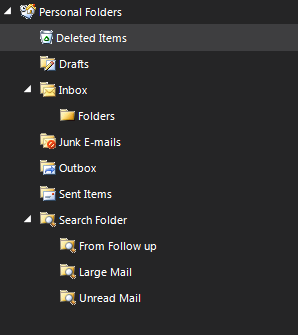 Personal Folders
Deleted Items
Drafts
Inbox
Folders
Junk E-mails
Outbox
Sent Items
Search Folder
From Follow up
Large Mail
Unread Mail